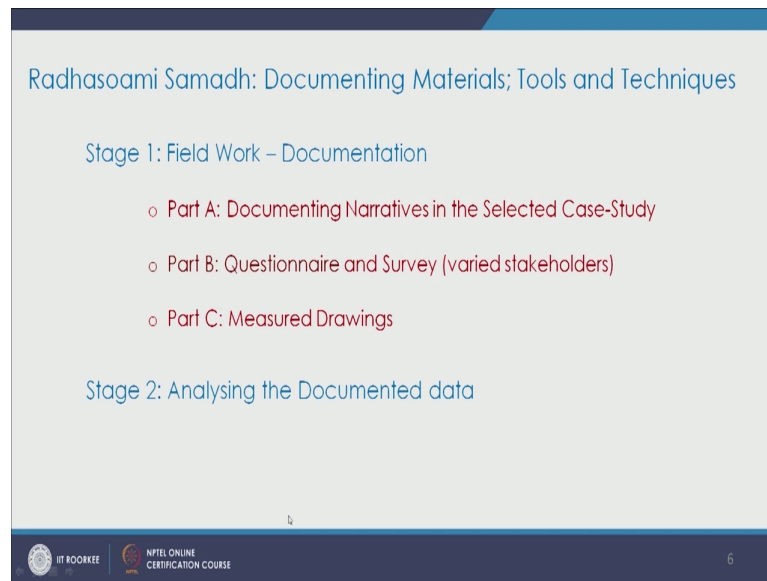 Radhasoami Samadh: Documenting Materials; Tools and Techniques
Stage 1: Field Work – Documentation
o Part A: Documenting Narratives in the Selected Case-Study
o Part B: Questionnaire and Survey (varied stakeholders)
o Part C: Measured Drawings
Stage 2: Analysing the Documented data
IIT ROORKEE
NPTEL ONLINE
CERTIFICATION COURSE
6